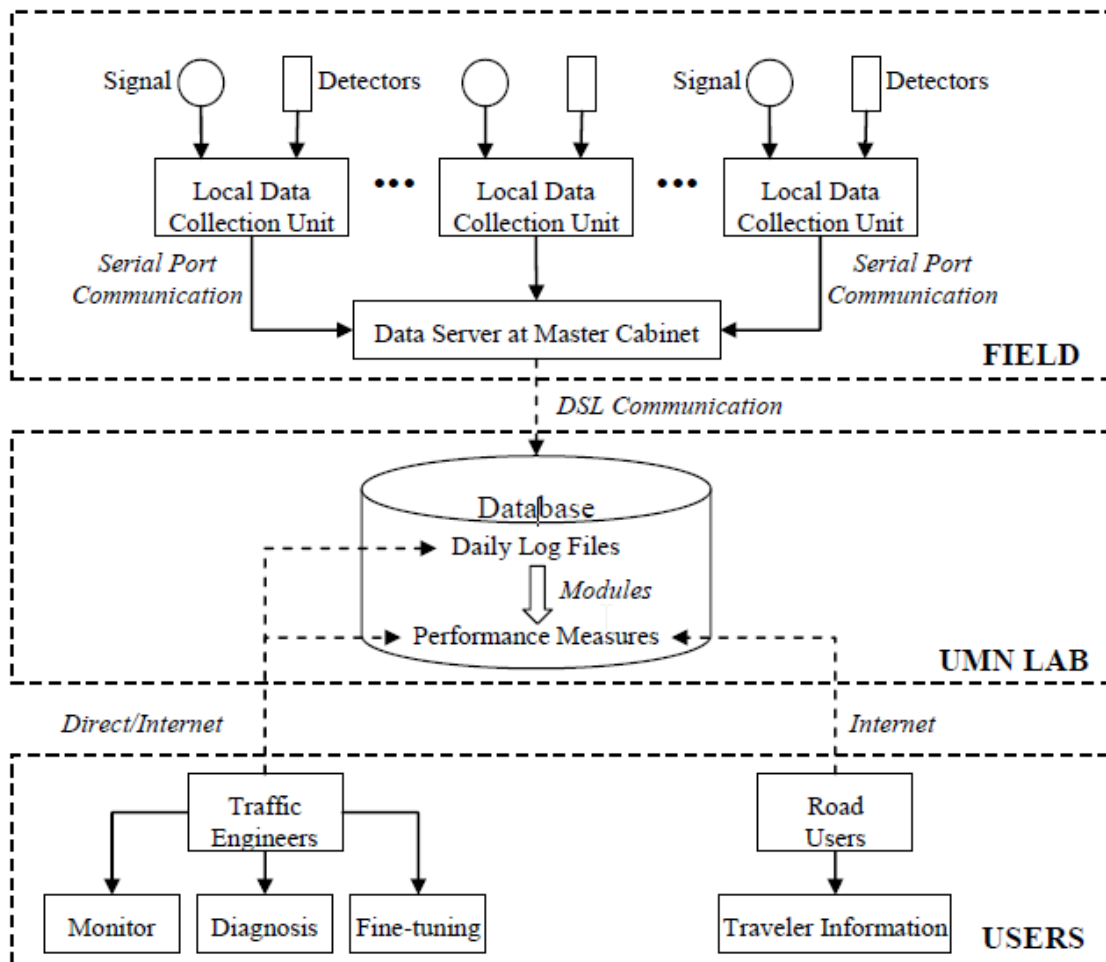 Signal
Detectors
Signal
Detectors
Local Data
Collection Unit
•••
Local Data
Collection Unit
•••
Local Data
Collection Unit
Serial Port
Communication
Serial Port
Communication
Data Server at Master Cabinet
FIELD
DSL Communication
Database
Daily Log Files
Modules
Performance Measures
UMN LAB
Direct/Internet
Internet
Traffic
Engineers
Road
Users
Monitor
Diagnosis
Fine-tuning
Traveler Information
USERS